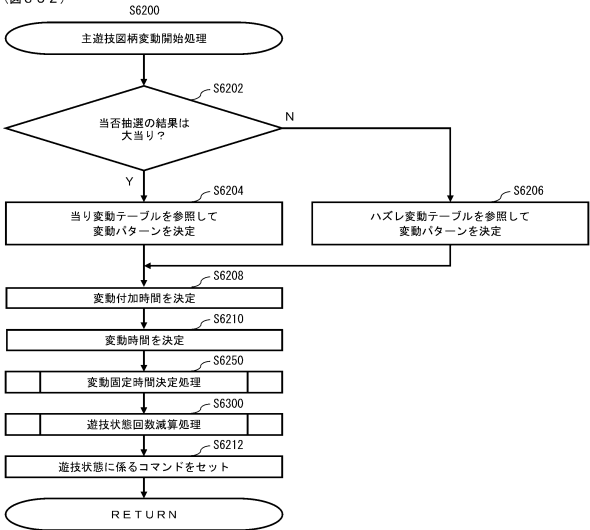 S6200
主遊技図柄変動開始処理
S6202
当否抽選の結果は
大当り？
N
Y
S6204
当り変動テーブルを参照して
変動パターンを決定
S6206
ハズレ変動テーブルを参照して
変動パターンを決定
S6208
変動付加時間を決定
S6210
変動時間を決定
S6250
変動固定時間決定処理
S6300
遊技状態回数減算処理
S6212
遊技状態に係るコマンドをセット
RETURN